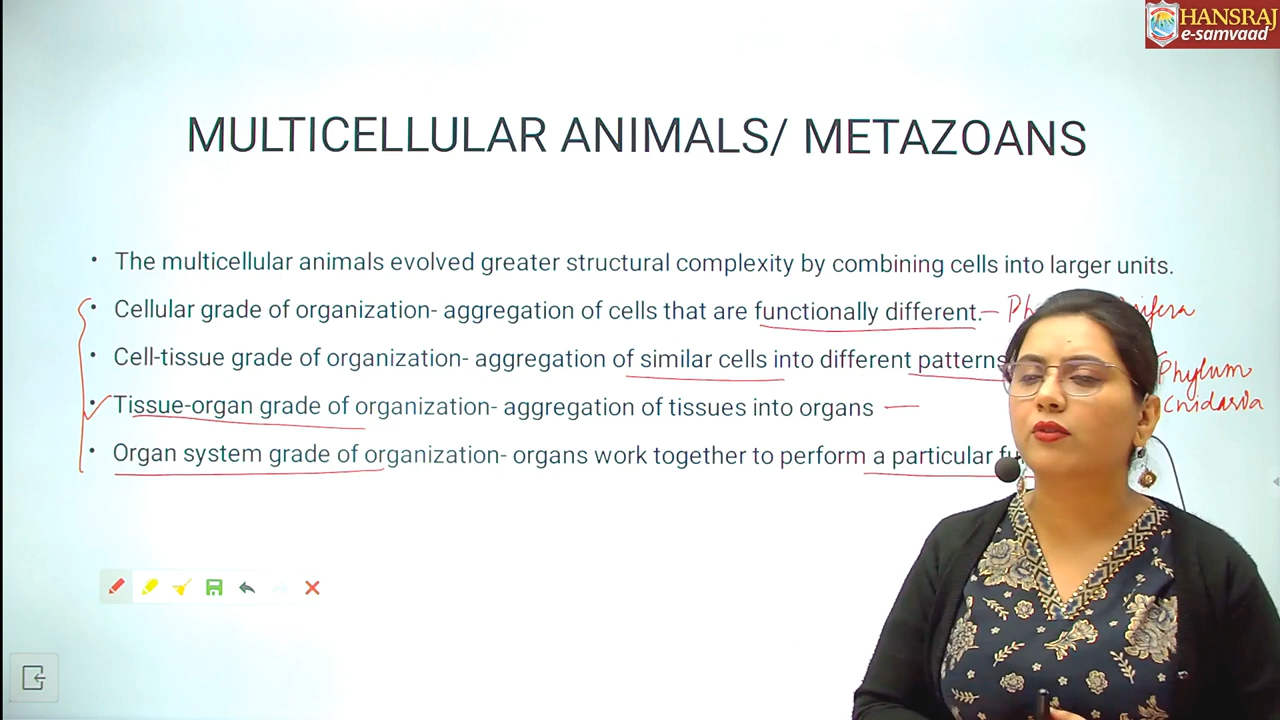 HANSRAJ
e-samvaad
MULTICELLULAR ANIMALS/ METAZOANS
• The multicellular animals evolved greater structural complexity by combining cells into larger units.
• Cellular grade of organization- aggregation of cells that are functionally different. —
• Cell-tissue grade of organization- aggregation of similar cells into different patterns
Phylum
Cnidaria
• Tissue-organ grade of organization- aggregation of tissues into organs —
• Organ system grade of organization- organs work together to perform a particular